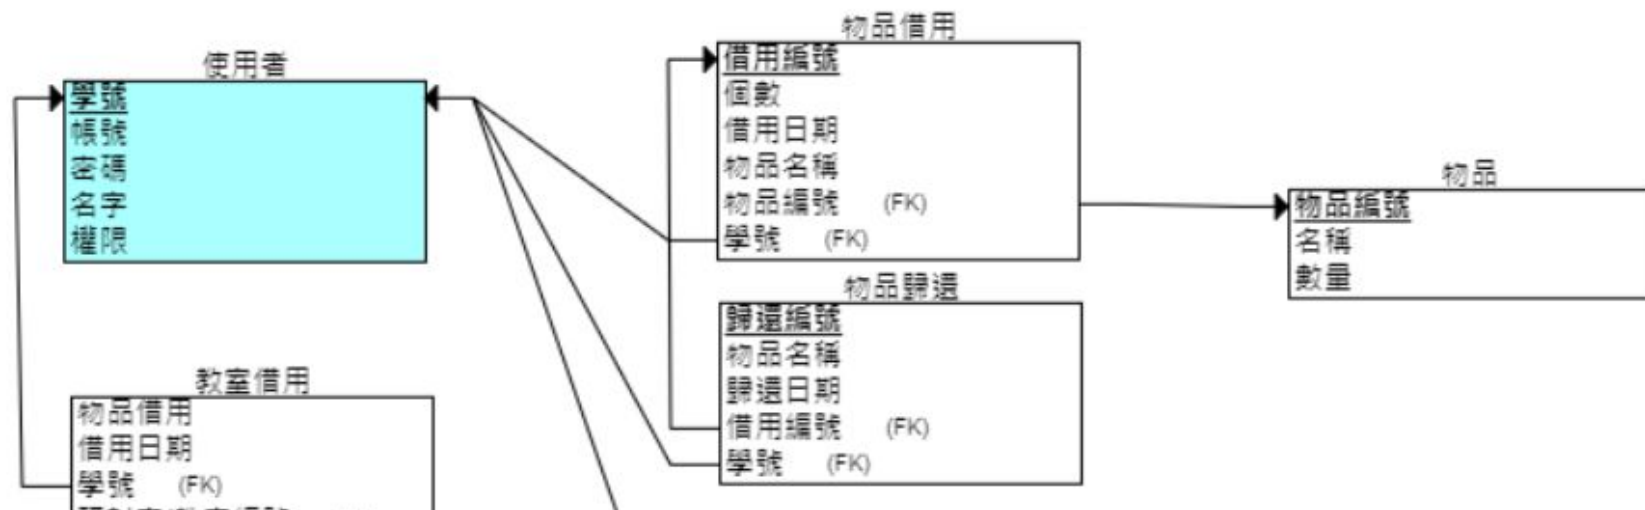 使用者
學號
帳號
密碼
名字
權限
物品借用
借用編號
個數
借用日期
物品名稱
物品編號 (FK)
學號 (FK)
物品
物品編號
名稱
數量
物品歸還
歸還編號
物品名稱
歸還日期
借用編號 (FK)
學號 (FK)
教室借用
物品借用
借用日期
學號 (FK)